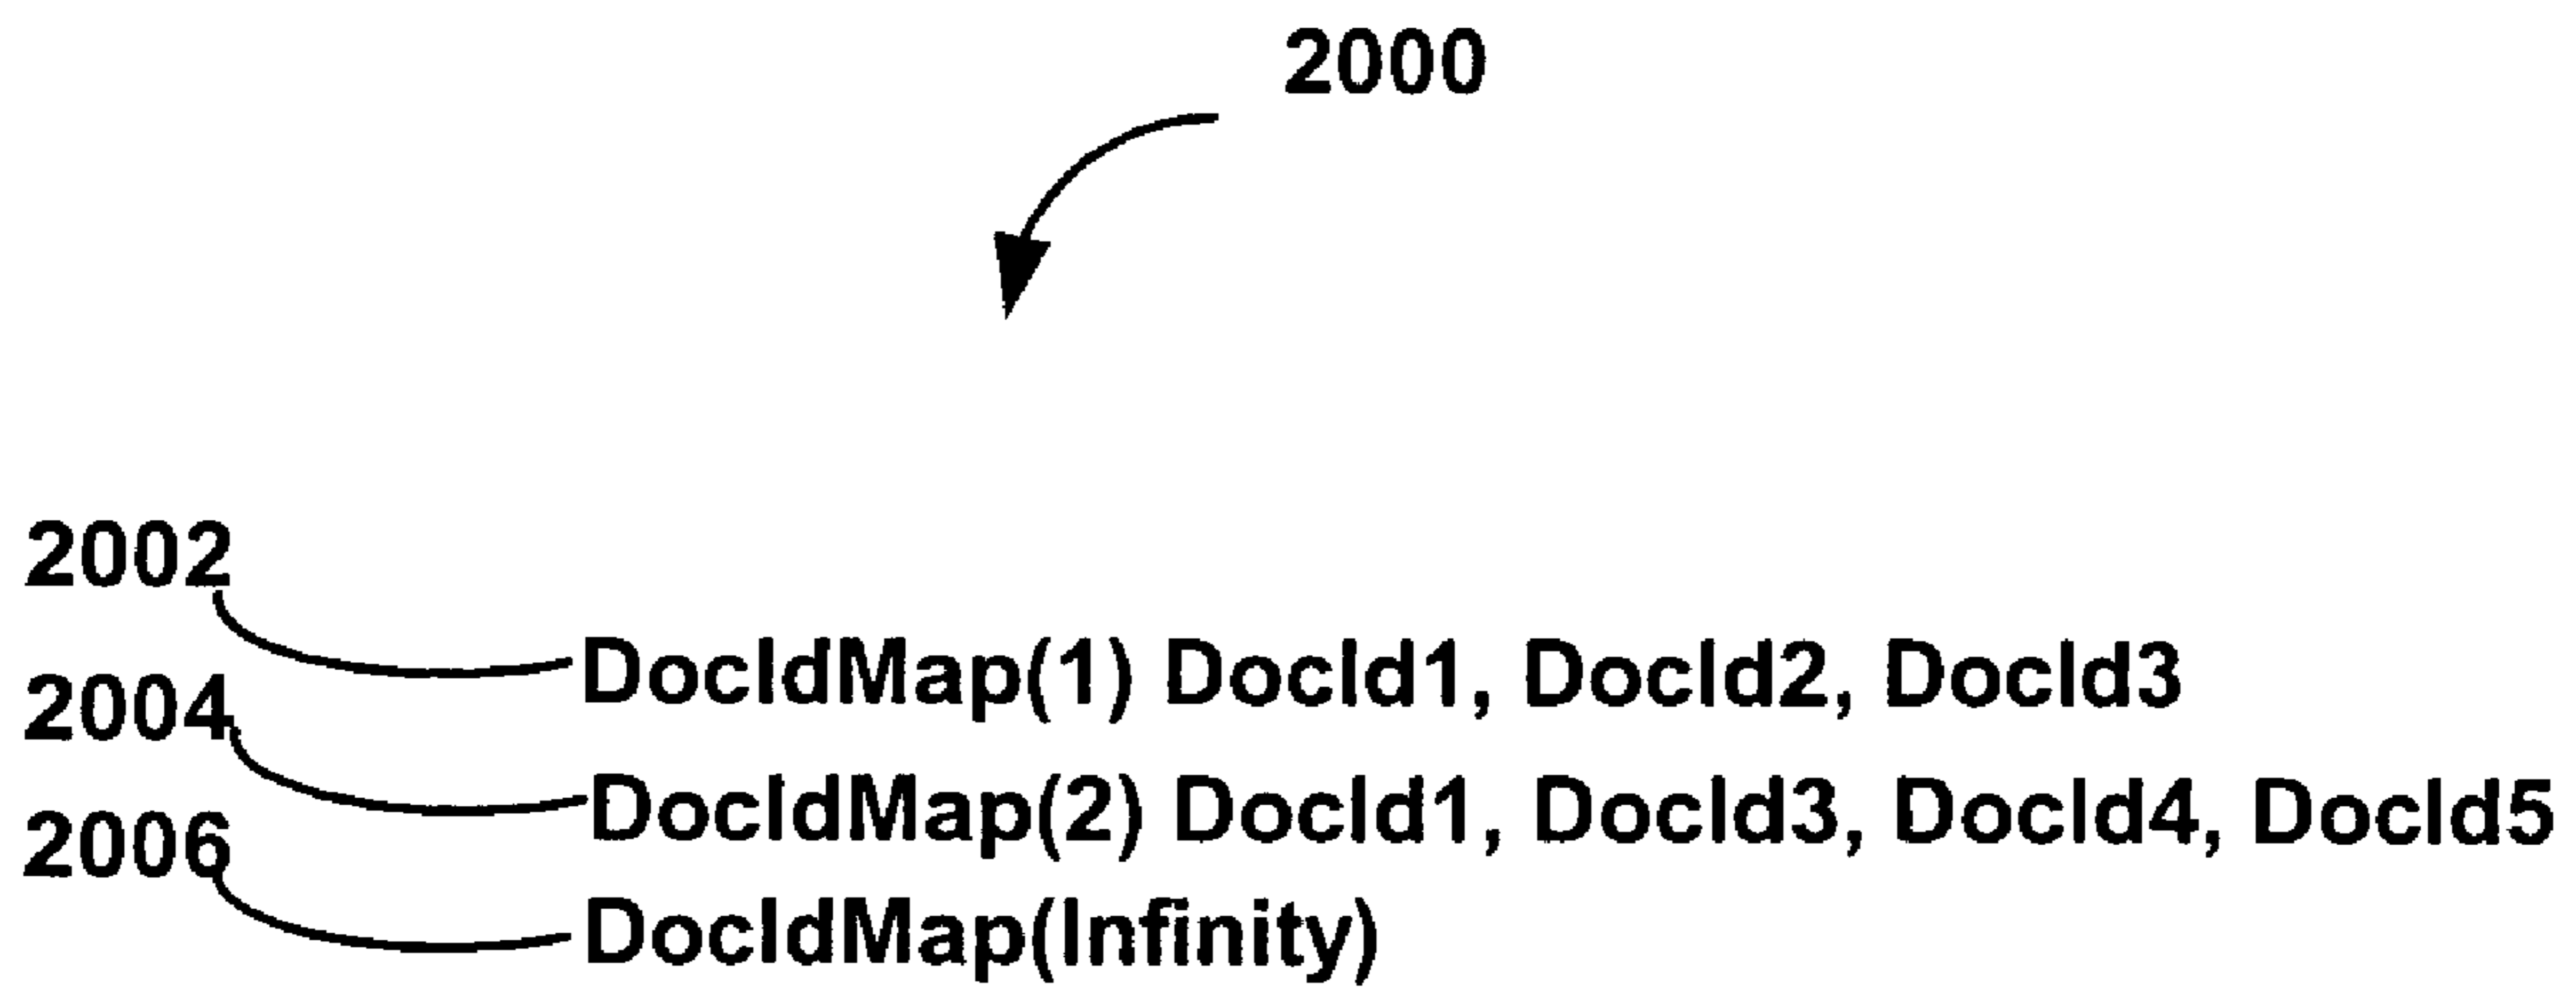 2000
2002
DocIdMap(1) DocId1, DocId2, DocId3
2004
DocIdMap(2) DocId1, DocId3, DocId4, DocId5
2006
DocIdMap(Infinity)